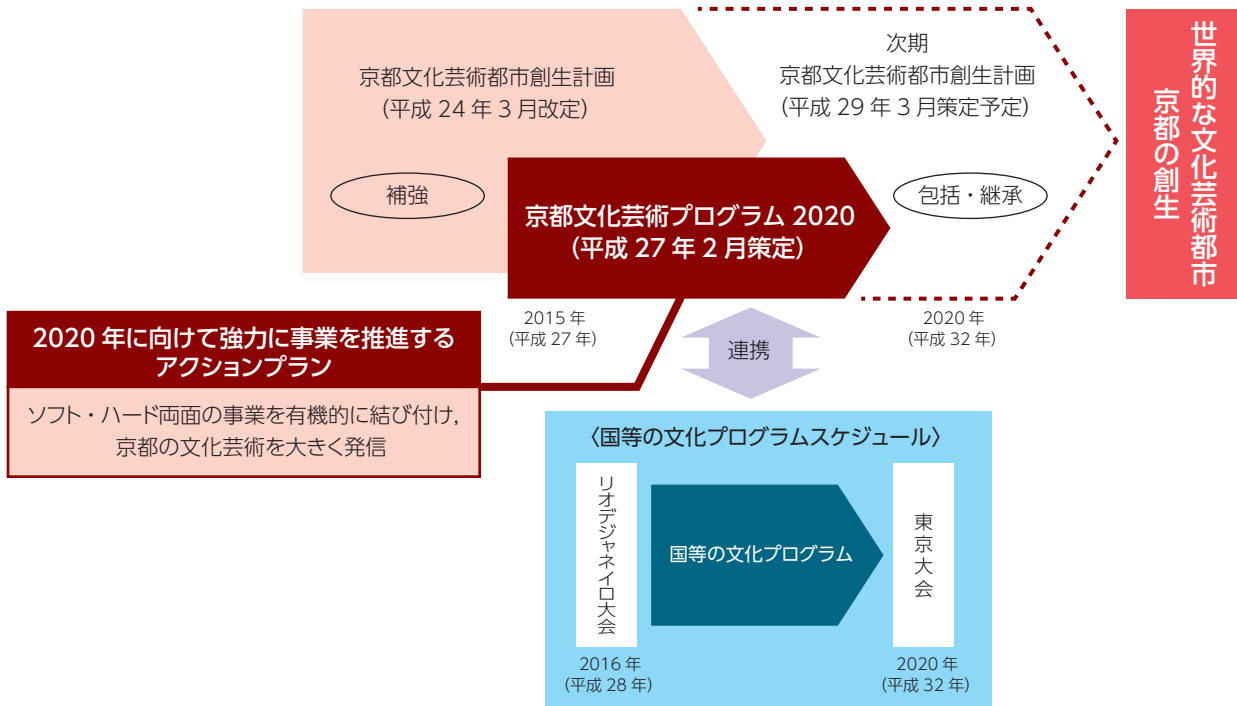 京都文化芸術都市創生計画
(平成 24 年 3 月改定)
補強
次期
京都文化芸術都市創生計画
(平成 29 年 3 月策定予定)
包括・継承
世界的な文化芸術都市
京都の創生
京都文化芸術プログラム 2020
(平成 27 年 2 月策定)
2015 年
(平成 27 年)
2020 年
(平成 32 年)
2020 年に向けて強力に事業を推進する
アクションプラン
ソフト・ハード両面の事業を有機的に結び付け,
京都の文化芸術を大きく発信
連携
〈国等の文化プログラムスケジュール〉
リオデジャネイロ大会
国等の文化プログラム
東京大会
2016 年
(平成 28 年)
2020 年
(平成 32 年)